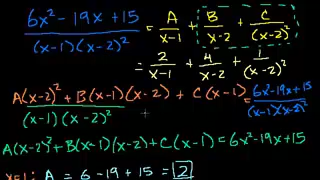 6x²-19x+15 / (x-1)(x-2)² = A/x-1 + B/x-2 + C/(x-2)²
= 2/x-1 + 4/x-2 + 1/(x-2)²
A(x-2)² + B(x-1)(x-2) + C(x-1) / (x-1)(x-2)² = 6x²-19x+15 / (x-1)(x-2)²
A(x-2)²+B(x-1)(x-2)+C(x-1)=6x²-19x+15
x=1: A = 6-19+15 = 2